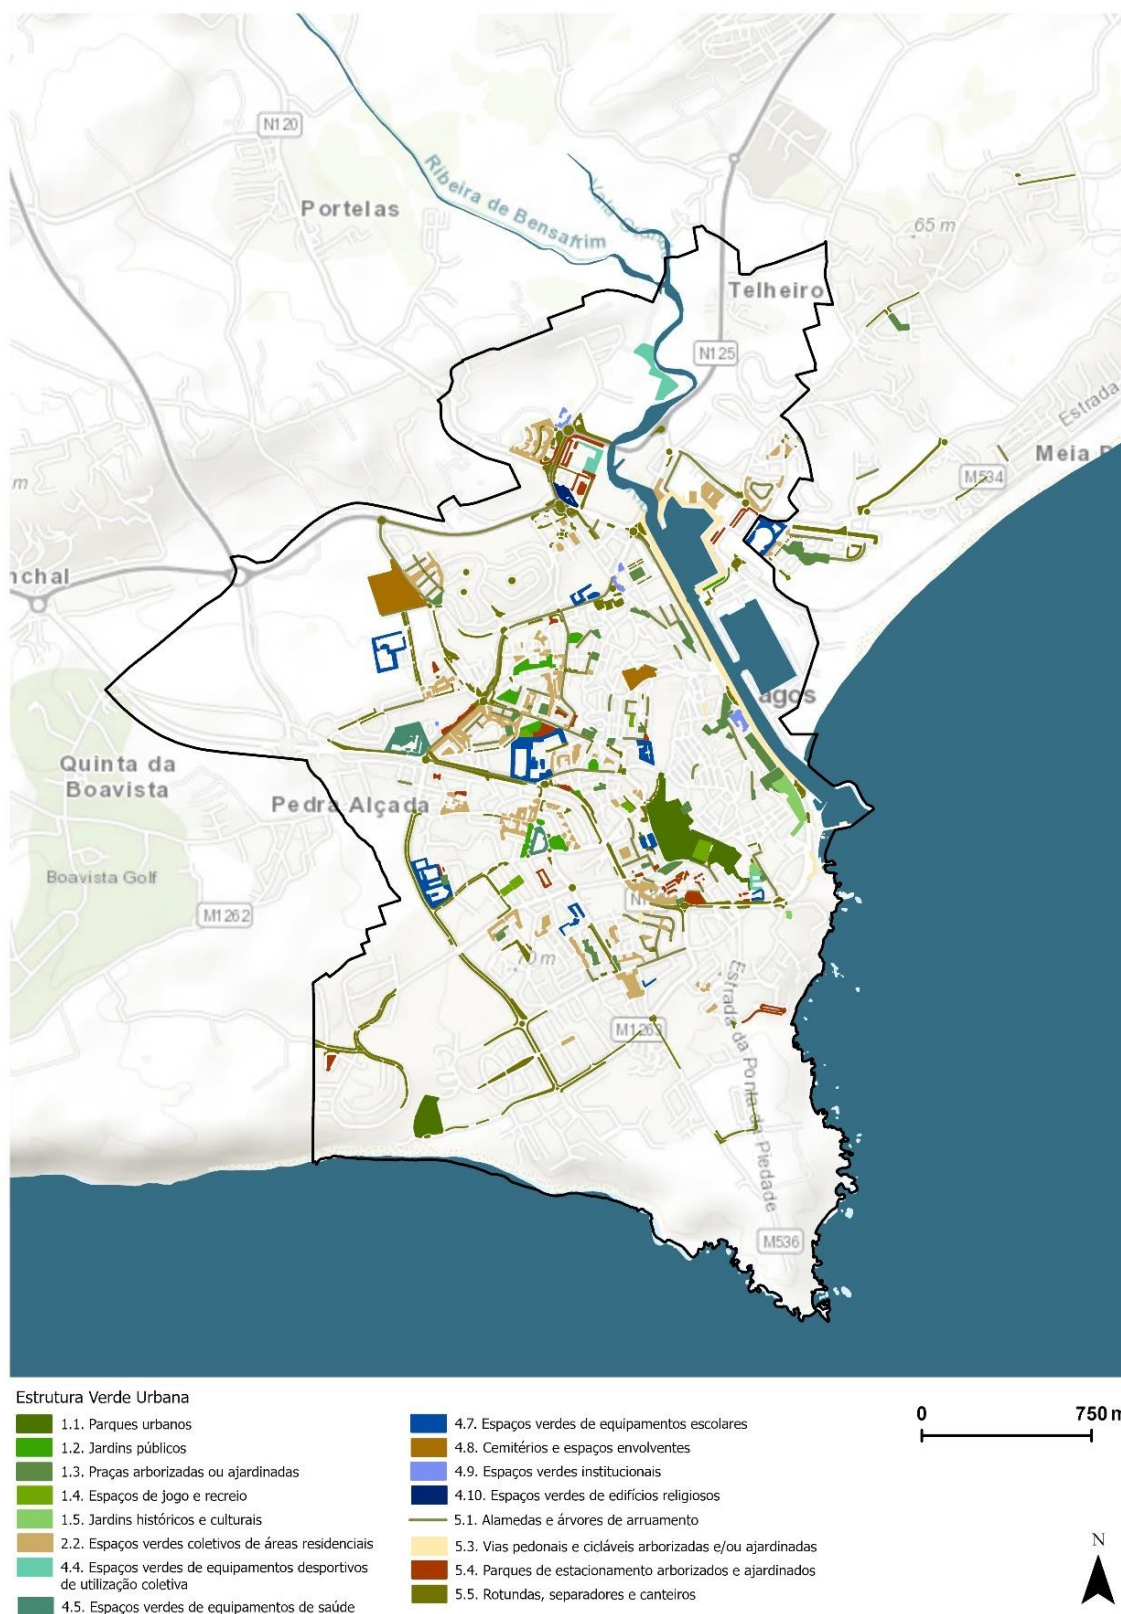 N120
Portelas
Ribeira de Bensafrim
65 m
Telheiro
N125
Estrada
Meia P
M534
m
nchal
agos
Quinta da
Boavista
Pedra Alçada
Boavista Golf
M1262
70 m
M1263
Estrada da Ponta da Piedade
M536
Estrutura Verde Urbana
1.1. Parques urbanos
1.2. Jardins públicos
1.3. Praças arborizadas ou ajardinadas
1.4. Espaços de jogo e recreio
1.5. Jardins históricos e culturais
2.2. Espaços verdes coletivos de áreas residenciais
4.4. Espaços verdes de equipamentos desportivos
de utilização coletiva
4.5. Espaços verdes de equipamentos de saúde
4.7. Espaços verdes de equipamentos escolares
4.8. Cemitérios e espaços envolventes
4.9. Espaços verdes institucionais
4.10. Espaços verdes de edifícios religiosos
5.1. Alamedas e árvores de arruamento
5.3. Vias pedonais e cicláveis arborizadas e/ou ajardinadas
5.4. Parques de estacionamento arborizados e ajardinados
5.5. Rotundas, separadores e canteiros
0 750 m
N